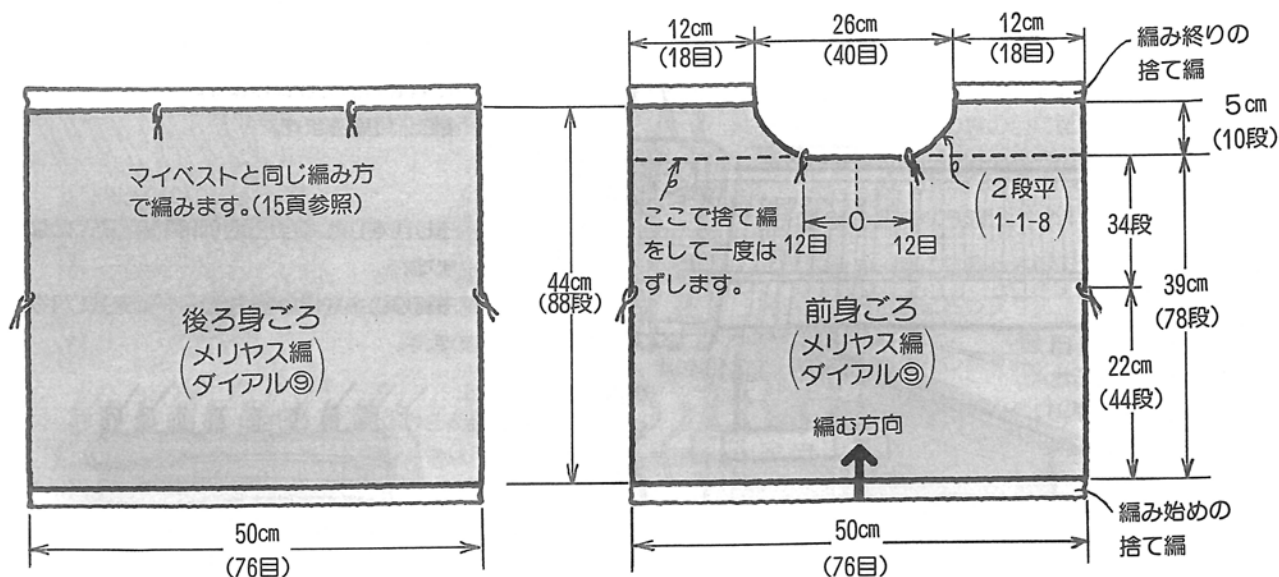 マイベストと同じ編み方
で編みます。(15頁参照)
後ろ身ごろ
(メリヤス編
ダイアル⑨)
50cm
(76目)
44cm
(88段)
12cm
(18目)
26cm
(40目)
12cm
(18目)
編み終りの
捨て編
5cm
(10段)
(2段平
1-1-8)
ここで捨て編
をして一度は
ずします。
12目
0
12目
34段
39cm
(78段)
22cm
(44段)
前身ごろ
(メリヤス編
ダイアル⑨)
編む方向
50cm
(76目)
編み始めの
捨て編